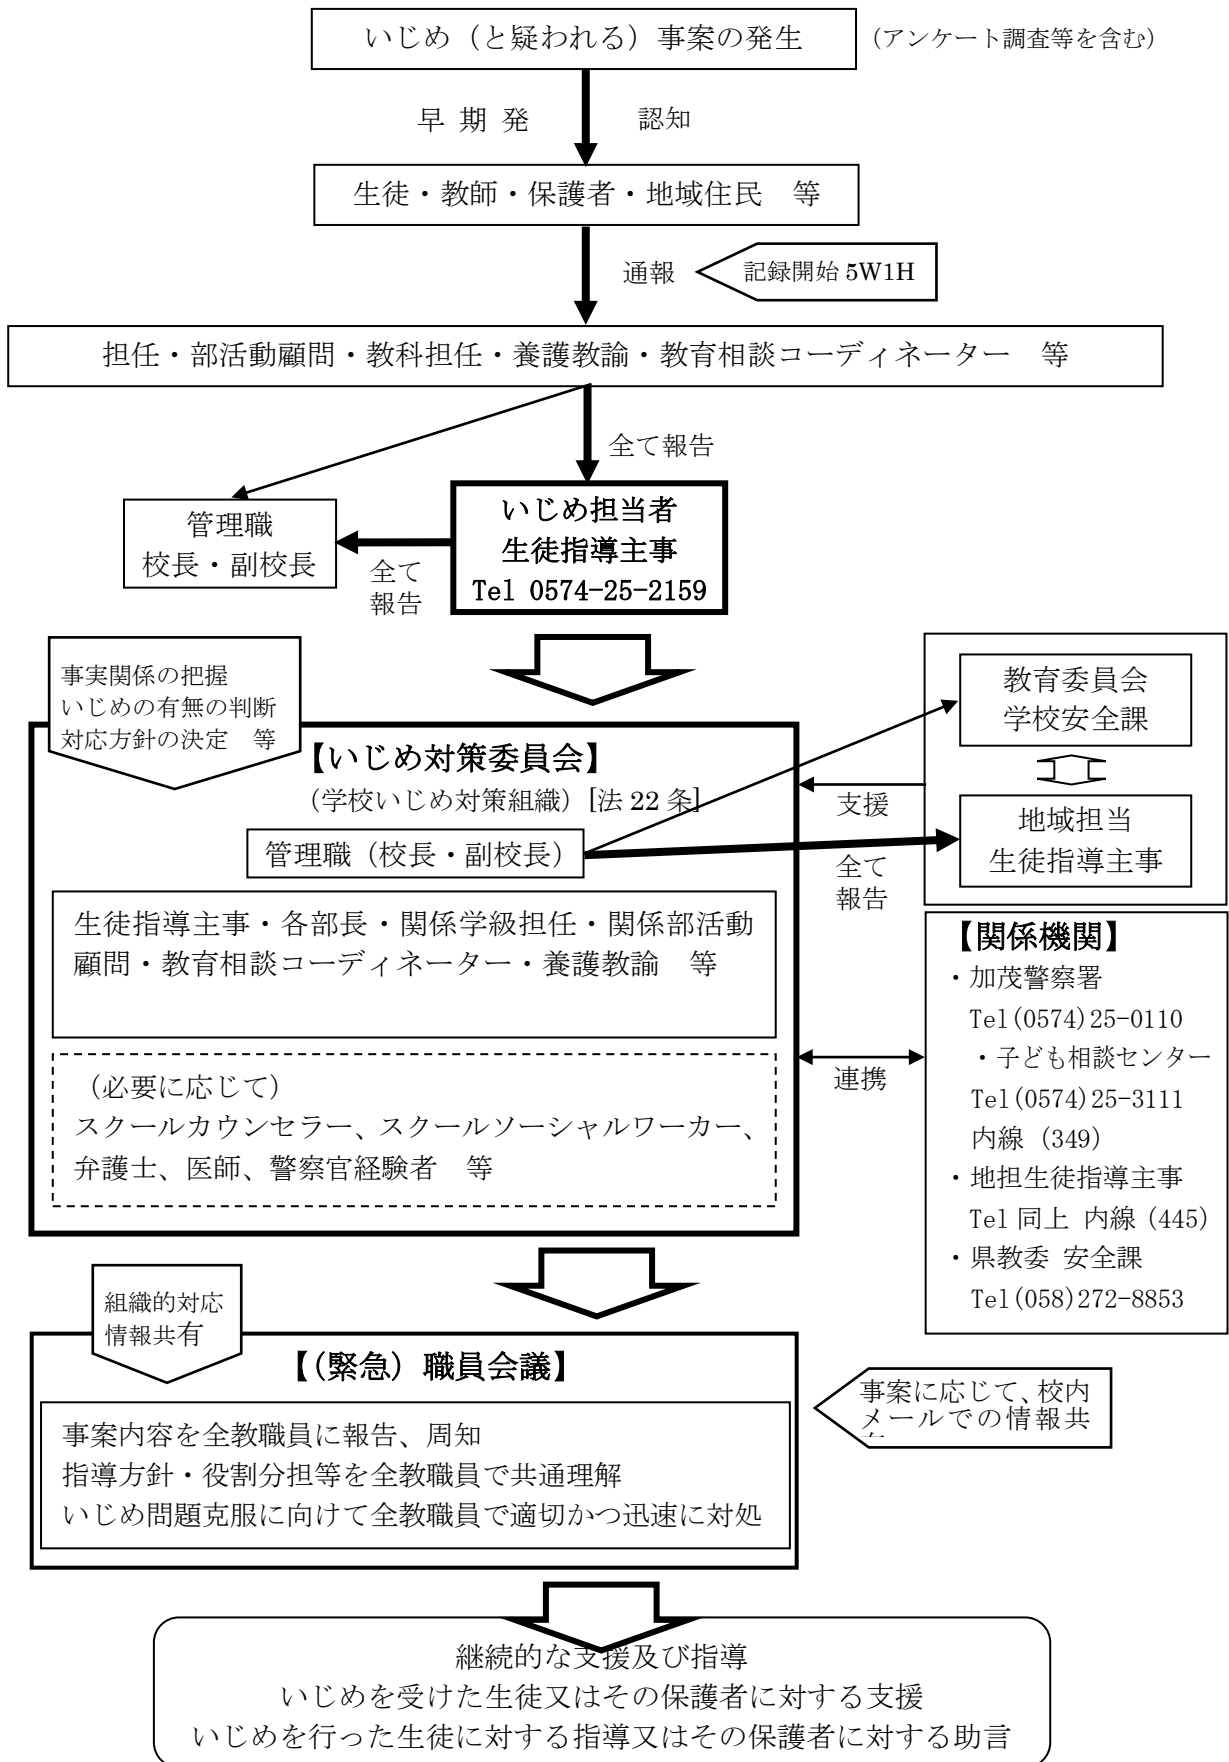 いじめ（と疑われる）事案の発生
（アンケート調査等を含む）
早 期 発　認知
生徒・教師・保護者・地域住民　等
通報
記録開始 5W1H
担任・部活動顧問・教科担任・養護教諭・教育相談コーディネーター　等
全て報告
管理職
校長・副校長
全て
報告
いじめ担当者
生徒指導主事
Tel 0574-25-2159
事実関係の把握
いじめの有無の判断
対応方針の決定　等
【いじめ対策委員会】
（学校いじめ対策組織）[法 22 条]
管理職（校長・副校長）
生徒指導主事・各部長・関係学級担任・関係部活動
顧問・教育相談コーディネーター・養護教諭　等
（必要に応じて）
スクールカウンセラー、スクールソーシャルワーカー、
弁護士、医師、警察官経験者　等
教育委員会
学校安全課
支援
地域担当
生徒指導主事
全て
報告
【関係機関】
・加茂警察署
Tel(0574)25-0110
・子ども相談センター
Tel(0574)25-3111
内線（349）
・地担生徒指導主事
Tel 同上 内線（445）
・県教委 安全課
Tel(058)272-8853
連携
組織的対応
情報共有
【（緊急）職員会議】
事案内容を全教職員に報告、周知
指導方針・役割分担等を全教職員で共通理解
いじめ問題克服に向けて全教職員で適切かつ迅速に対処
事案に応じて、校内
メールでの情報共
継続的な支援及び指導
いじめを受けた生徒又はその保護者に対する支援
いじめを行った生徒に対する指導又はその保護者に対する助言